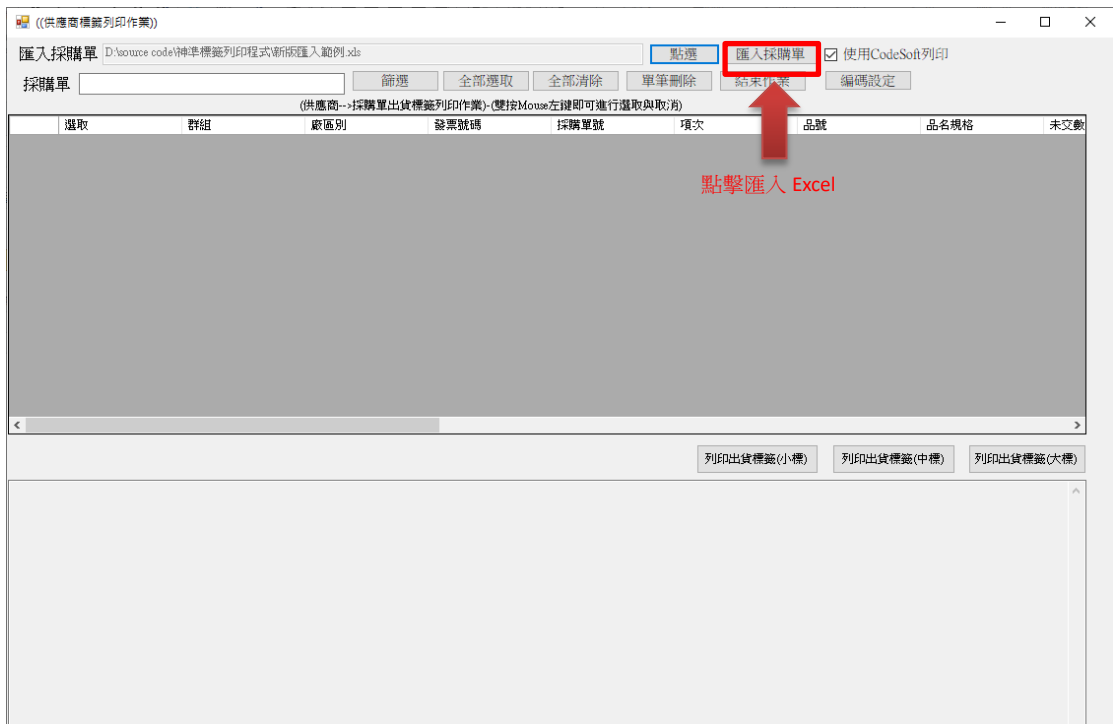 ((供應商標籤列印作業))
匯入採購單 D:\source code\神準標籤列印程式\新版匯入範例.xls 點選 匯入採購單 使用CodeSoft列印
採購單 篩選 全部選取 全部清除 單筆刪除 結束作業 編碼設定
(供應商-->採購單出貨標籤列印作業)-(雙按Mouse左鍵即可進行選取與取消)
選取 群組 廠區別 發票號碼 採購單號 項次 品號 品名規格 未交數
點擊匯入 Excel
列印出貨標籤(小標) 列印出貨標籤(中標) 列印出貨標籤(大標)